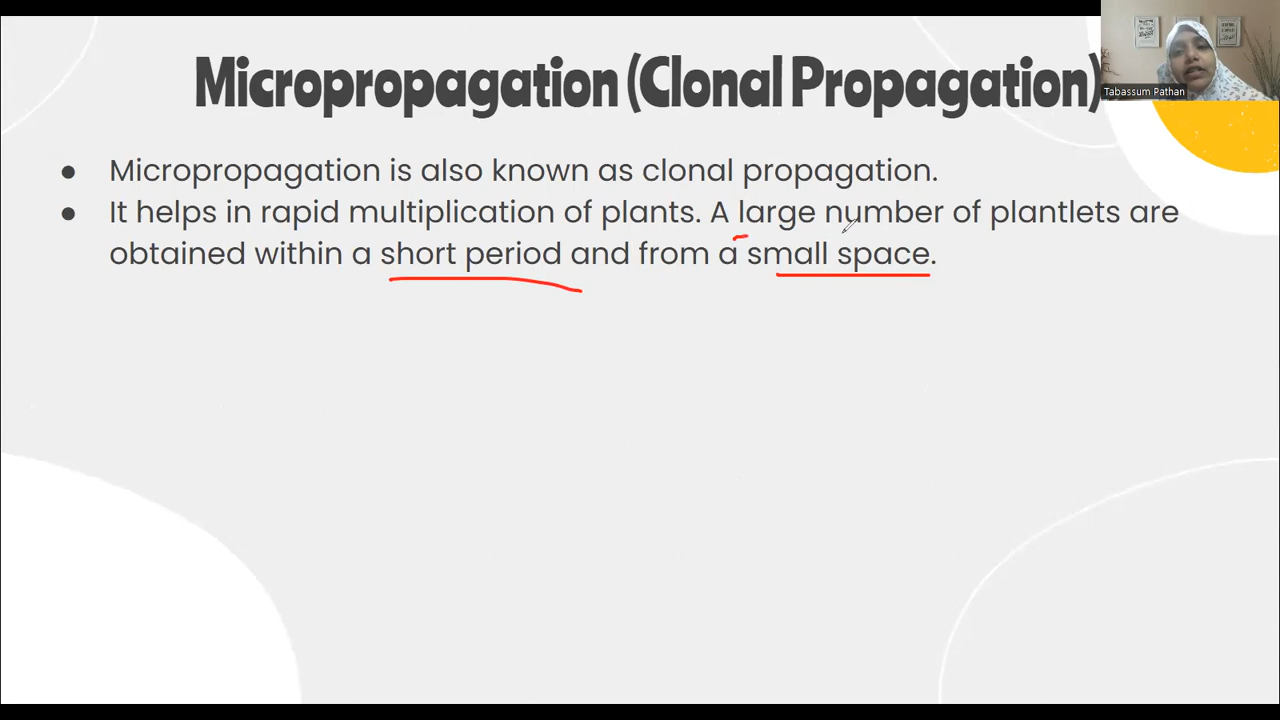 Micropropagation (Clonal Propagation)
Tabassum Pathan
● Micropropagation is also known as clonal propagation.
● It helps in rapid multiplication of plants. A large number of plantlets are
obtained within a short period and from a small space.